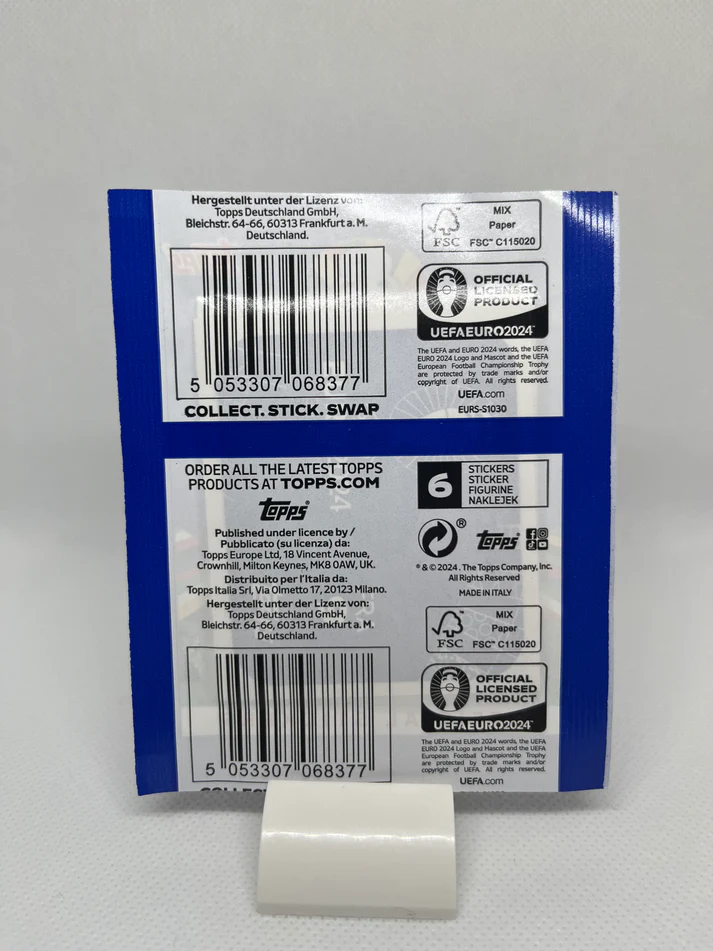 Hergestellt unter der Lizenz von:
Topps Deutschland GmbH,
Bleichstr. 64-66, 60313 Frankfurt a. M.
Deutschland.
5 053307 068377
COLLECT. STICK. SWAP
MIX
Paper
FSC FSC™ C115020
OFFICIAL
LICENSED
PRODUCT
UEFA EURO2024™
The UEFA and EURO 2024 words, the UEFA
EURO 2024 Logo and Mascot and the UEFA
European Football Championship Trophy
are protected by trade marks and/or
copyright of UEFA. All rights reserved.
UEFA.com
EURS-S1030
ORDER ALL THE LATEST TOPPS
PRODUCTS AT TOPPS.COM
Topps®
Published under licence by /
Pubblicato (su licenza) da:
Topps Europe Ltd, 18 Vincent Avenue,
Crownhill, Milton Keynes, MK8 0AW, UK.
Distribuito per l'Italia da:
Topps Italia Srl, Via Olmetto 17, 20123 Milano.
Hergestellt unter der Lizenz von:
Topps Deutschland GmbH,
Bleichstr. 64-66, 60313 Frankfurt a. M.
Deutschland.
5 053307 068377
6 STICKERS
STICKER
FIGURINE
NAKLEJEK
® Topps
® & © 2024. The Topps Company, Inc.
All Rights Reserved
MADE IN ITALY
MIX
Paper
FSC FSC™ C115020
OFFICIAL
LICENSED
PRODUCT
UEFA EURO2024™
The UEFA and EURO 2024 words, the UEFA
EURO 2024 Logo and Mascot and the UEFA
European Football Championship Trophy
are protected by trade marks and/or
copyright of UEFA. All rights reserved.
UEFA.com